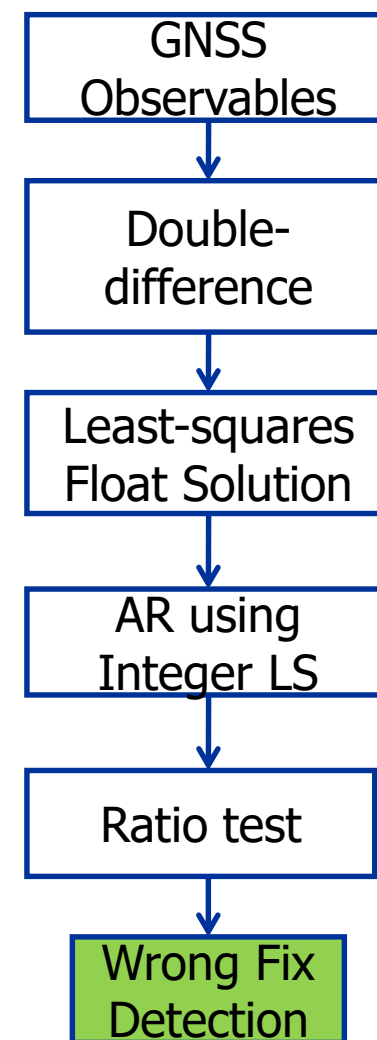 GNSS
Observables
Double-
difference
Least-squares
Float Solution
AR using
Integer LS
Ratio test
Wrong Fix
Detection